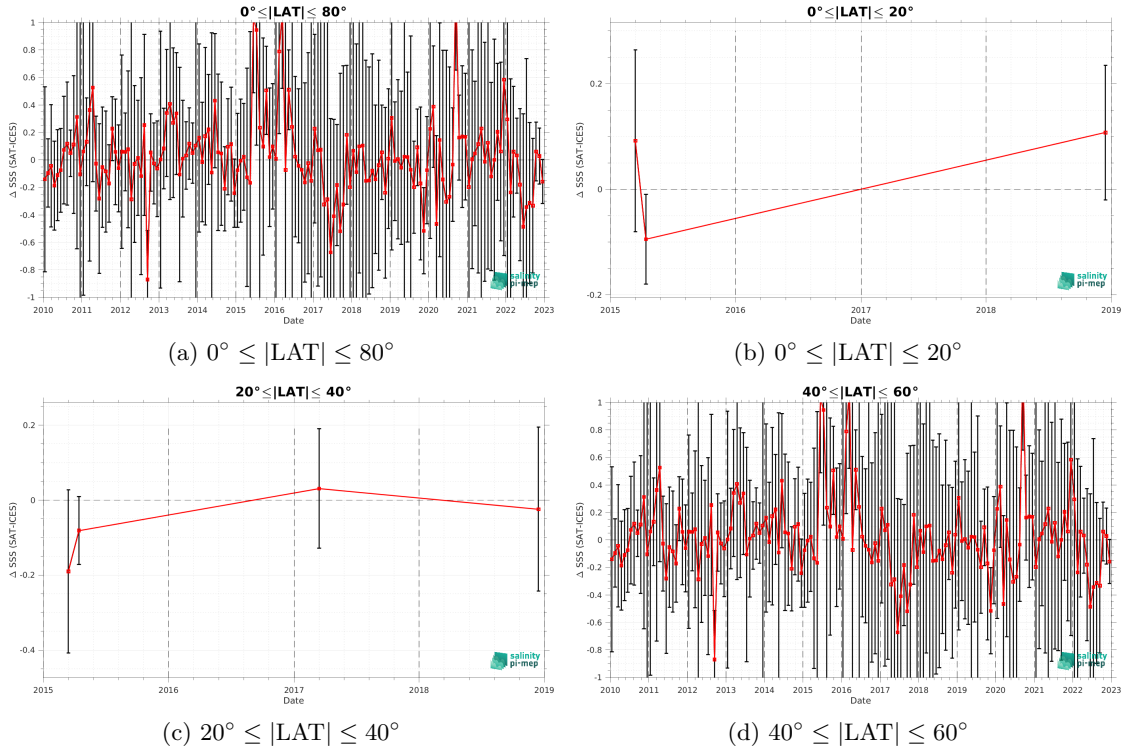 0°≤|LAT|≤ 80°
Δ SSS (SAT-ICES)
1
0.8
0.6
0.4
0.2
0
-0.2
-0.4
-0.6
-0.8
-1
2010 2011 2012 2013 2014 2015 2016 2017 2018 2019 2020 2021 2022 2023
Date
salinity
pi-mep
(a) 0° ≤ |LAT| ≤ 80°
0°≤|LAT|≤ 20°
Δ SSS (SAT-ICES)
0.2
0
-0.2
2015 2016 2017 2018 2019
Date
salinity
pi-mep
(b) 0° ≤ |LAT| ≤ 20°
20°≤|LAT|≤ 40°
Δ SSS (SAT-ICES)
0.2
0
-0.2
-0.4
2015 2016 2017 2018 2019
Date
salinity
pi-mep
(c) 20° ≤ |LAT| ≤ 40°
40°≤|LAT|≤ 60°
Δ SSS (SAT-ICES)
1
0.8
0.6
0.4
0.2
0
-0.2
-0.4
-0.6
-0.8
-1
2010 2011 2012 2013 2014 2015 2016 2017 2018 2019 2020 2021 2022 2023
Date
salinity
pi-mep
(d) 40° ≤ |LAT| ≤ 60°